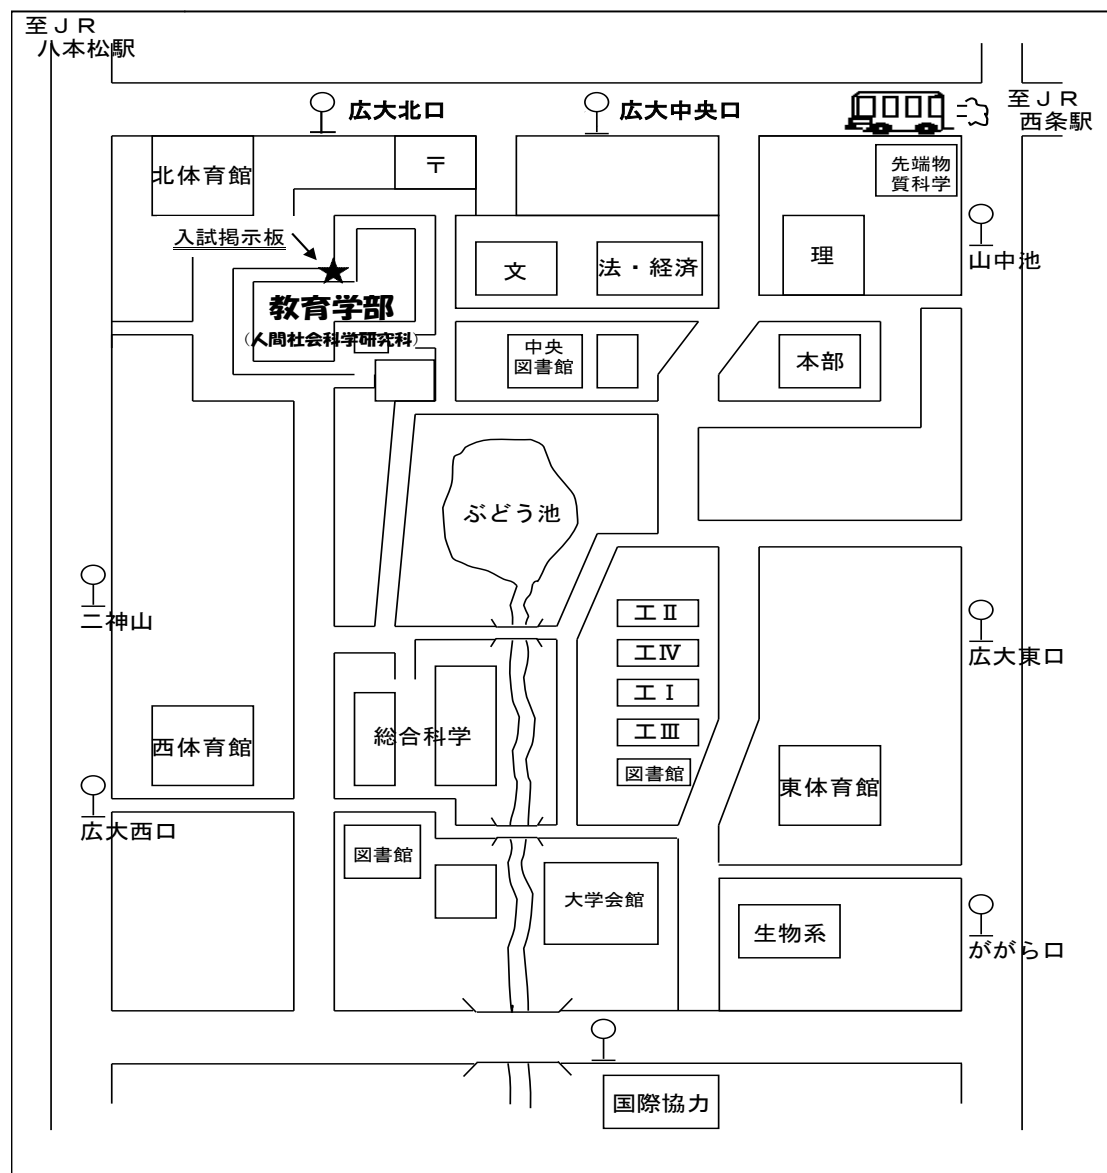 至ＪＲ
八本松駅
広大北口
広大中央口
至ＪＲ
西条駅
北体育館
〒
先端物
質科学
入試掲示板
文
法・経済
理
山中池
教育学部
（人間社会科学研究科）
中央
図書館
本部
ぶどう池
二神山
工Ⅱ
工Ⅳ
工Ⅰ
工Ⅲ
図書館
広大東口
西体育館
総合科学
東体育館
広大西口
図書館
大学会館
生物系
ががら口
国際協力